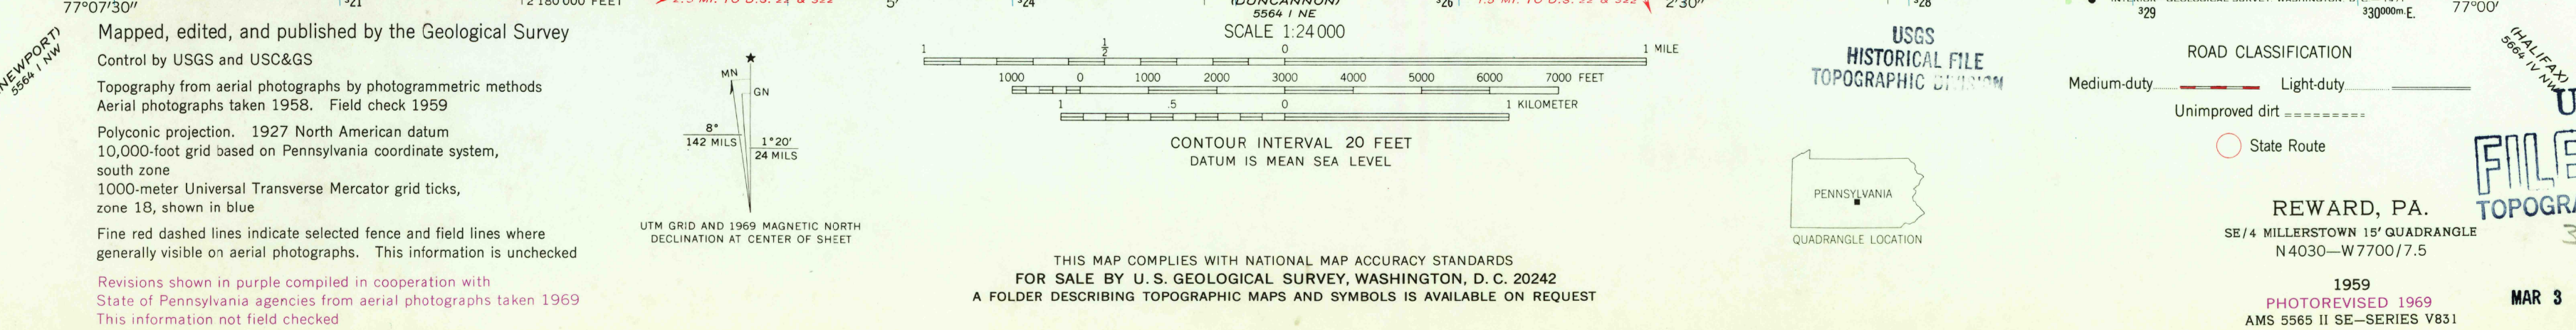 77°07'30"
5'
(DUNCANNON)
5564 I NE
2'30"
77°00'
³24
³26
³28
³29
³30000m.E.
(NEWPORT)
5564 I NW
(HALIFAX)
5664 IV NW
Mapped, edited, and published by the Geological Survey
Control by USGS and USC&GS
Topography from aerial photographs by photogrammetric methods
Aerial photographs taken 1958. Field check 1959
Polyconic projection. 1927 North American datum
10,000-foot grid based on Pennsylvania coordinate system,
south zone
1000-meter Universal Transverse Mercator grid ticks,
zone 18, shown in blue
Fine red dashed lines indicate selected fence and field lines where
generally visible on aerial photographs. This information is unchecked
Revisions shown in purple compiled in cooperation with
State of Pennsylvania agencies from aerial photographs taken 1969
This information not field checked
MN
GN
8°
142 MILS
1°20'
24 MILS
UTM GRID AND 1969 MAGNETIC NORTH
DECLINATION AT CENTER OF SHEET
SCALE 1:24 000
1 ½ 0 1 MILE
1000 0 1000 2000 3000 4000 5000 6000 7000 FEET
1 .5 0 1 KILOMETER
CONTOUR INTERVAL 20 FEET
DATUM IS MEAN SEA LEVEL
THIS MAP COMPLIES WITH NATIONAL MAP ACCURACY STANDARDS
FOR SALE BY U. S. GEOLOGICAL SURVEY, WASHINGTON, D. C. 20242
A FOLDER DESCRIBING TOPOGRAPHIC MAPS AND SYMBOLS IS AVAILABLE ON REQUEST
USGS
HISTORICAL FILE
TOPOGRAPHIC DIVISION
PENNSYLVANIA
QUADRANGLE LOCATION
ROAD CLASSIFICATION
Medium-duty Light-duty
Unimproved dirt
State Route
REWARD, PA.
SE/4 MILLERSTOWN 15' QUADRANGLE
N4030—W7700/7.5
1959
PHOTOREVISED 1969
AMS 5565 II SE—SERIES V831
FILE
TOPOGRA
MAR 3